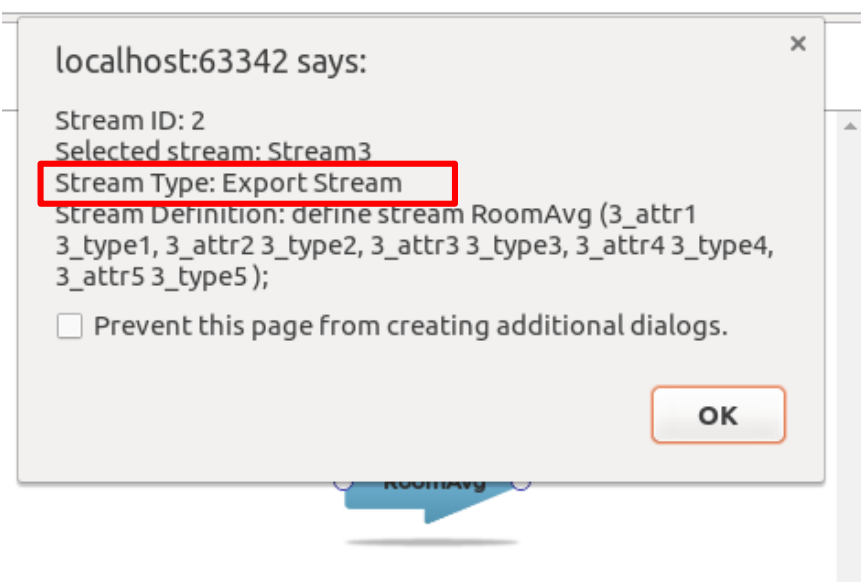 localhost:63342 says:
Stream ID: 2
Selected stream: Stream3
Stream Type: Export Stream
Stream Definition: define stream RoomAvg (3_attr1
3_type1, 3_attr2 3_type2, 3_attr3 3_type3, 3_attr4 3_type4,
3_attr5 3_type5 );
Prevent this page from creating additional dialogs.
OK
RoomAvg